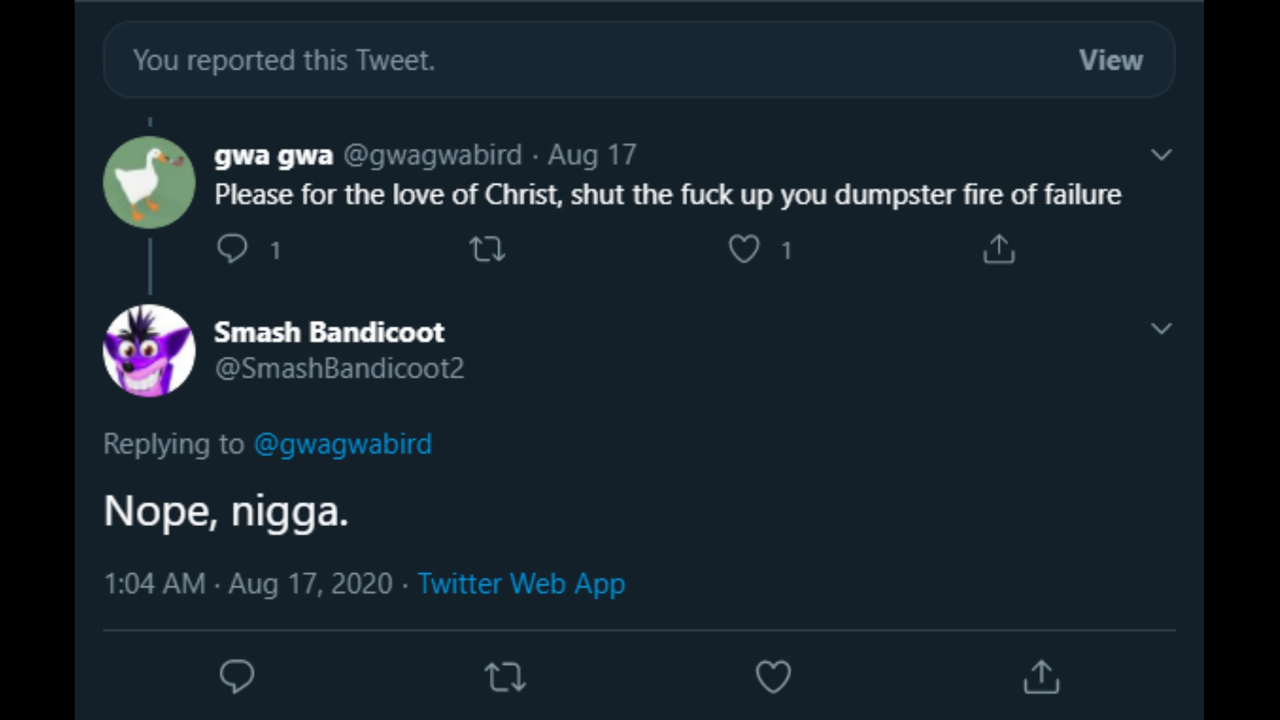 You reported this Tweet.
View
gwa gwa @gwagwabird · Aug 17
Please for the love of Christ, shut the fuck up you dumpster fire of failure
1
1
Smash Bandicoot
@SmashBandicoot2
Replying to @gwagwabird
Nope, nigga.
1:04 AM · Aug 17, 2020 · Twitter Web App